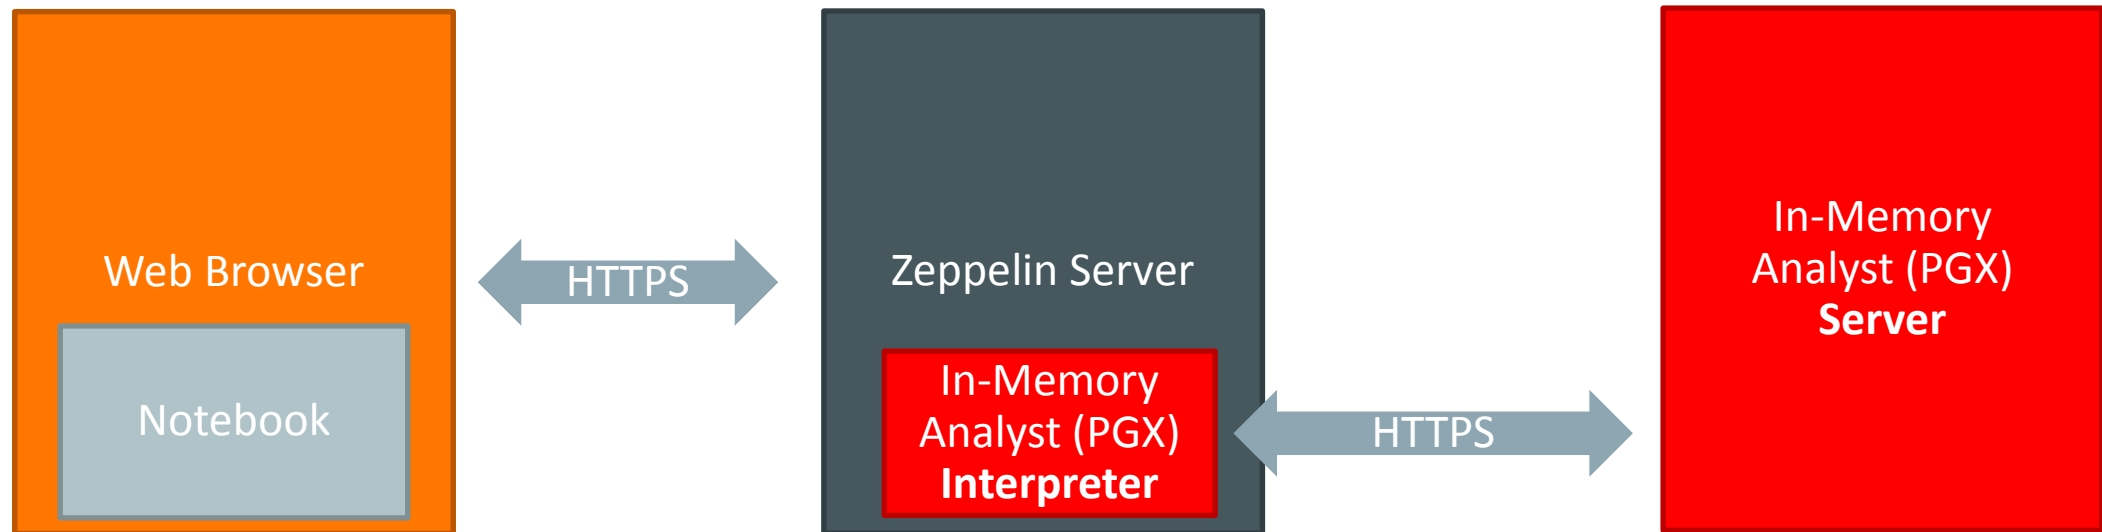 Web Browser
Notebook
HTTPS
Zeppelin Server
In-Memory
Analyst (PGX)
Interpreter
HTTPS
In-Memory
Analyst (PGX)
Server